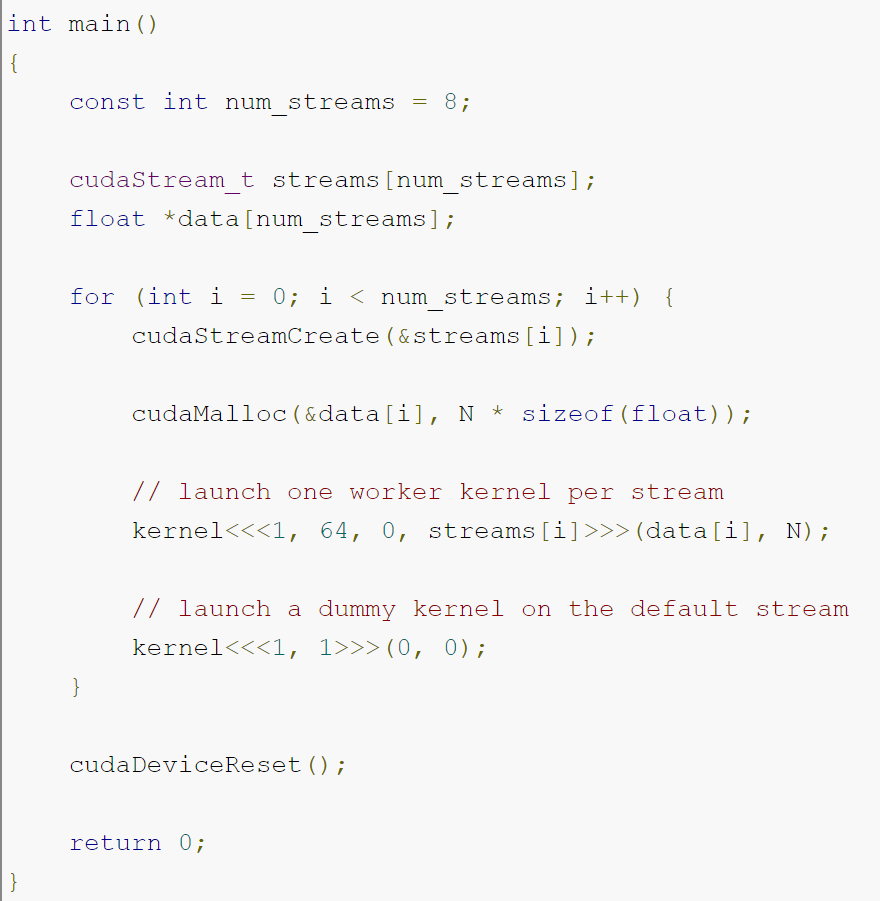 int main()
{
    const int num_streams = 8;

    cudaStream_t streams[num_streams];
    float *data[num_streams];

    for (int i = 0; i < num_streams; i++) {
        cudaStreamCreate(&streams[i]);

        cudaMalloc(&data[i], N * sizeof(float));

        // launch one worker kernel per stream
        kernel<<<1, 64, 0, streams[i]>>>(data[i], N);

        // launch a dummy kernel on the default stream
        kernel<<<1, 1>>>(0, 0);
    }

    cudaDeviceReset();

    return 0;
}